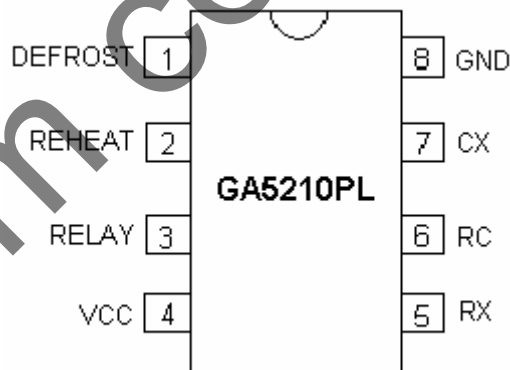 DEFROST 1 8 GND
REHEAT 2 7 CX
GA5210PL
RELAY 3 6 RC
VCC 4 5 RX